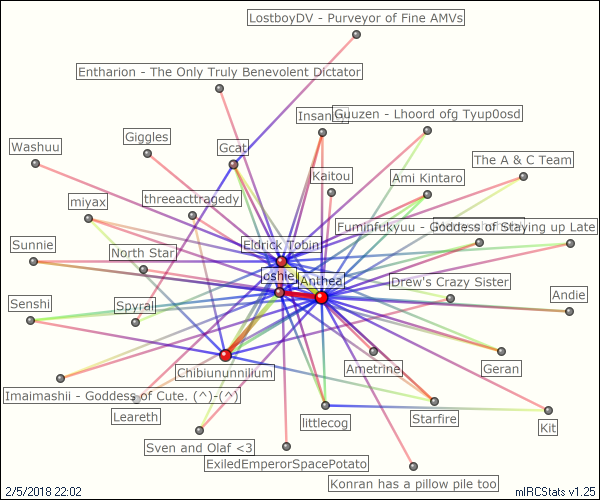 LostboyDV - Purveyor of Fine AMVs
Entharion - The Only Truly Benevolent Dictator
Insanity
Guuzen - Lhoord ofg Tyup0osd
Giggles
Washuu
Gcat
The A & C Team
Kaitou
Ami Kintaro
miyax
threeacttragedy
Fuminfukyuu - Goddess of Staying up Late
Sunnie
Eldrick Tobin
North Star
oshie
Anthea
Drew's Crazy Sister
Senshi
Spyral
Andie
Ametrine
Geran
Chibiununnilium
Imaimashii - Goddess of Cute. (^)-(^)
Leareth
littlecog
Starfire
Kit
Sven and Olaf <3
ExiledEmperorSpacePotato
Konran has a pillow pile too
2/5/2018 22:02
mIRCStats v1.25